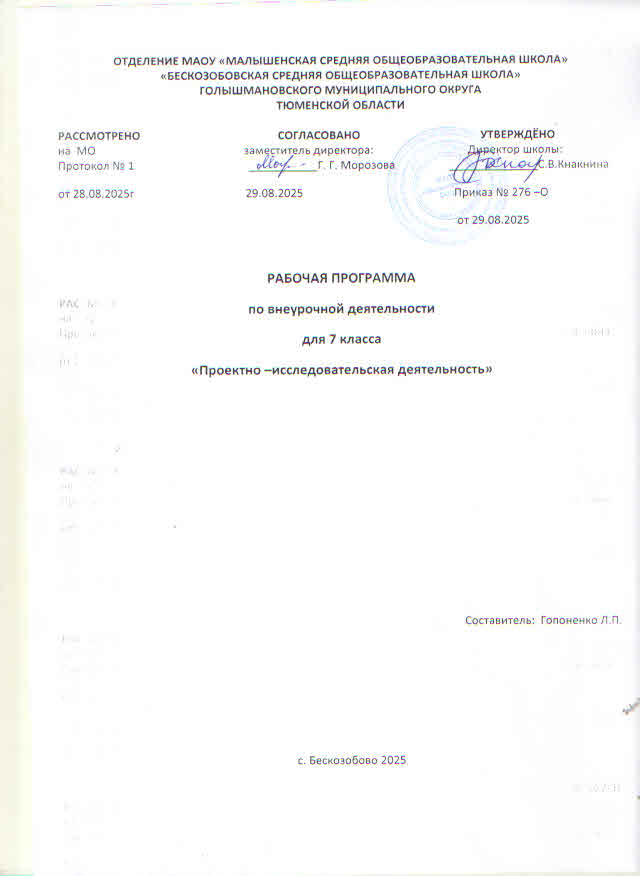 ОТДЕЛЕНИЕ МАОУ «МАЛЫШЕНСКАЯ СРЕДНЯЯ ОБЩЕОБРАЗОВАТЕЛЬНАЯ ШКОЛА»
«БЕСКОЗОБОВСКАЯ СРЕДНЯЯ ОБЩЕОБРАЗОВАТЕЛЬНАЯ ШКОЛА»
ГОЛЫШМАНОВСКОГО МУНИЦИПАЛЬНОГО ОКРУГА
ТЮМЕНСКОЙ ОБЛАСТИ
РАССМОТРЕНО СОГЛАСОВАНО УТВЕРЖДЁНО
на МО заместитель директора: Директор школы:
Протокол № 1 Г. Г. Морозова С.В.Кнакнина
от 28.08.2025г 29.08.2025 Приказ № 276 –О
от 29.08.2025
РАБОЧАЯ ПРОГРАММА
по внеурочной деятельности
для 7 класса
«Проектно –исследовательская деятельность»
Составитель: Гопоненко Л.П.
с. Бескозобово 2025